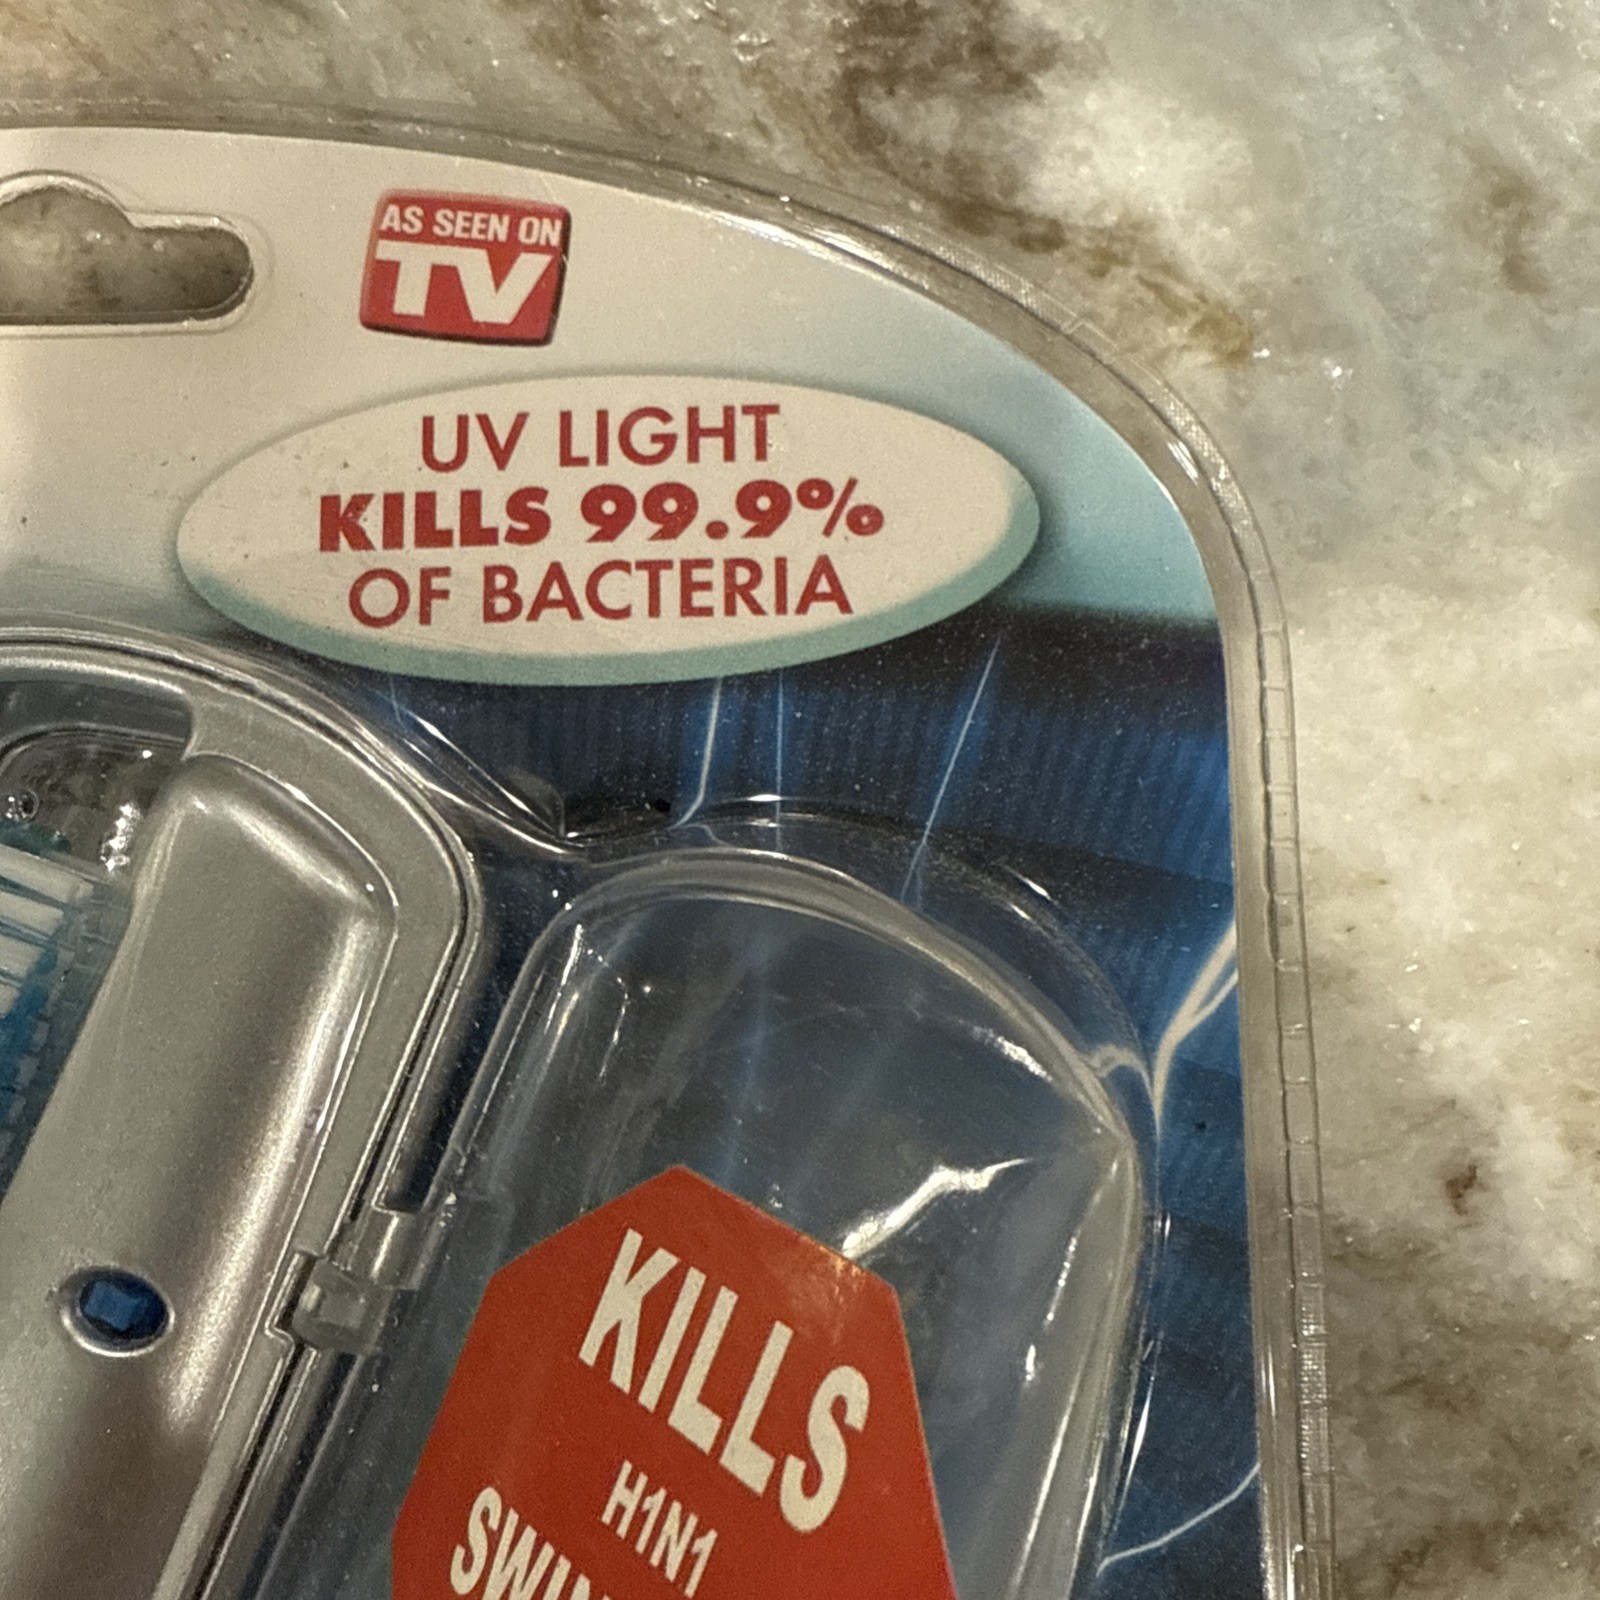 AS SEEN ON
TV
UV LIGHT
KILLS 99.9%
OF BACTERIA
KILLS
H1N1